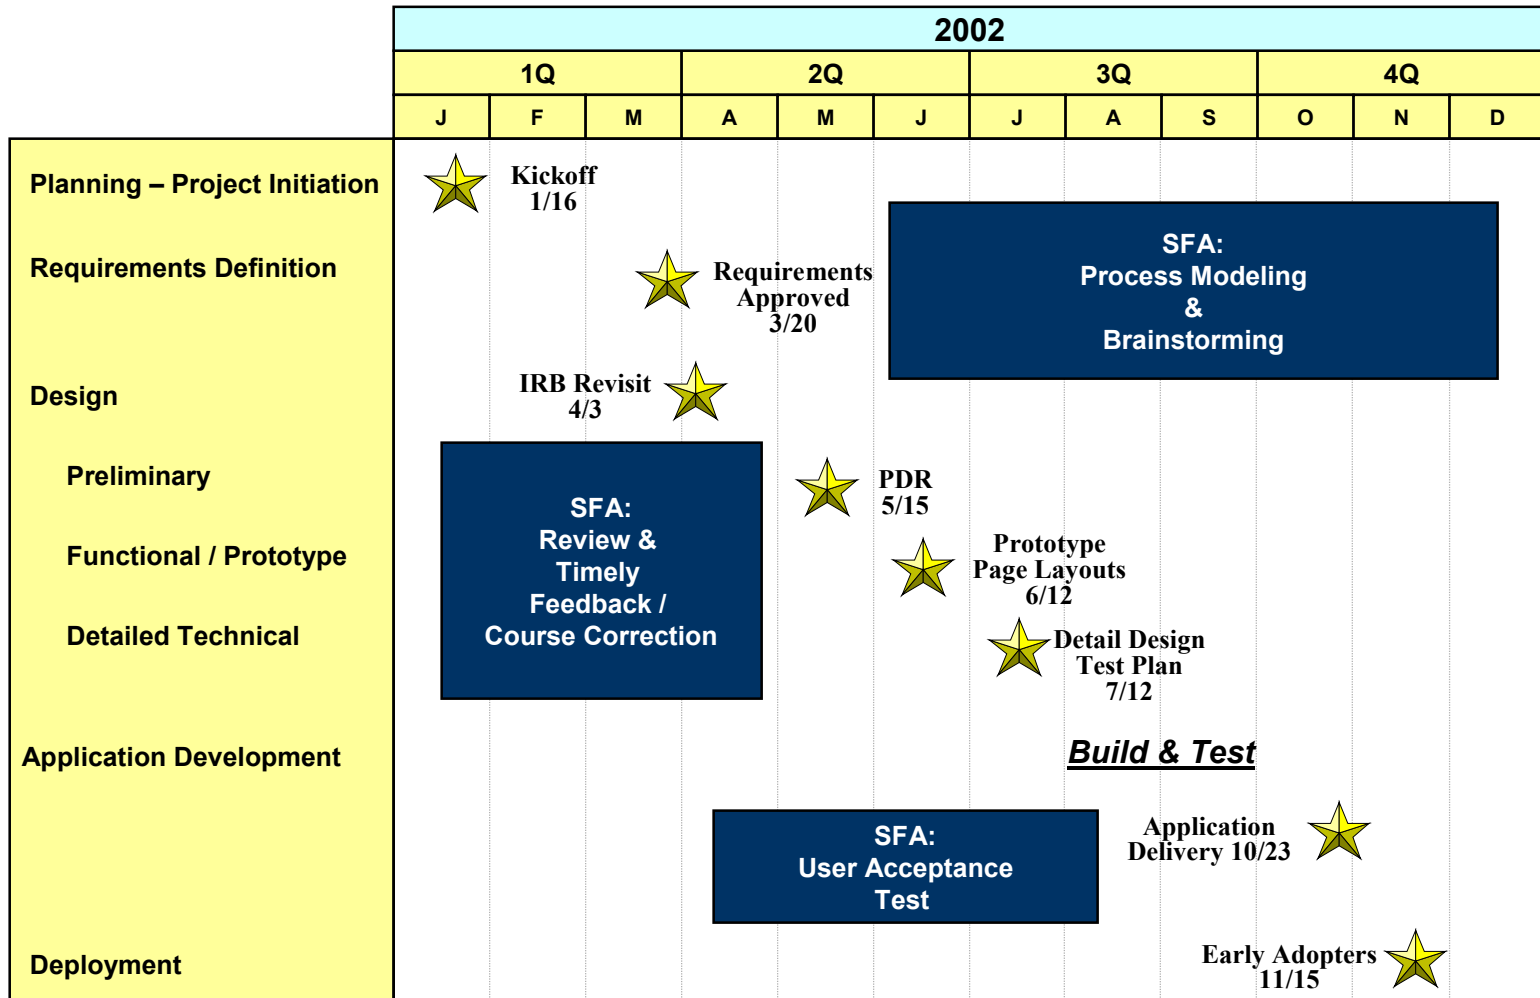 2002
1Q 2Q 3Q 4Q
J F M A M J J A S O N D
Planning – Project Initiation
Kickoff
1/16
Requirements Definition
Requirements
Approved
3/20
SFA:
Process Modeling
&
Brainstorming
Design
IRB Revisit
4/3
Preliminary
PDR
5/15
Functional / Prototype
Prototype
Page Layouts
6/12
Detailed Technical
Detail Design
Test Plan
7/12
SFA:
Review &
Timely
Feedback /
Course Correction
Application Development
Build & Test
SFA:
User Acceptance
Test
Application
Delivery 10/23
Deployment
Early Adopters
11/15